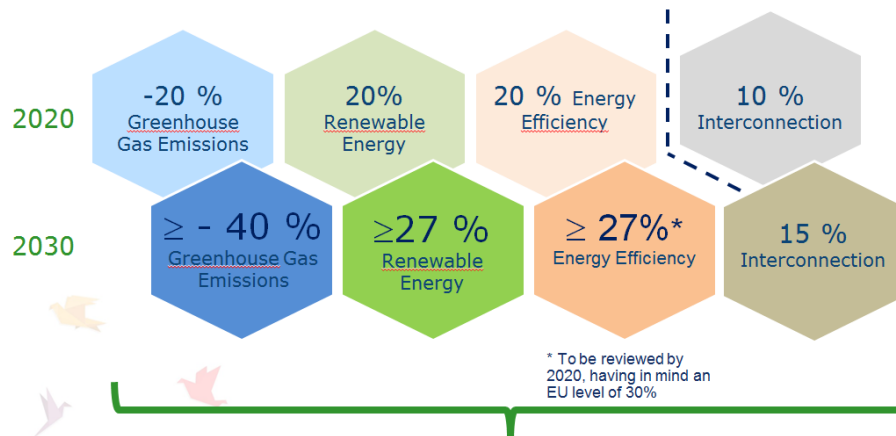 2020
-20 %
Greenhouse
Gas Emissions
20%
Renewable
Energy
20 % Energy
Efficiency
10 %
Interconnection
2030
≥ - 40 %
Greenhouse Gas
Emissions
≥27 %
Renewable
Energy
≥ 27%*
Energy Efficiency
15 %
Interconnection
* To be reviewed by
2020, having in mind an
EU level of 30%